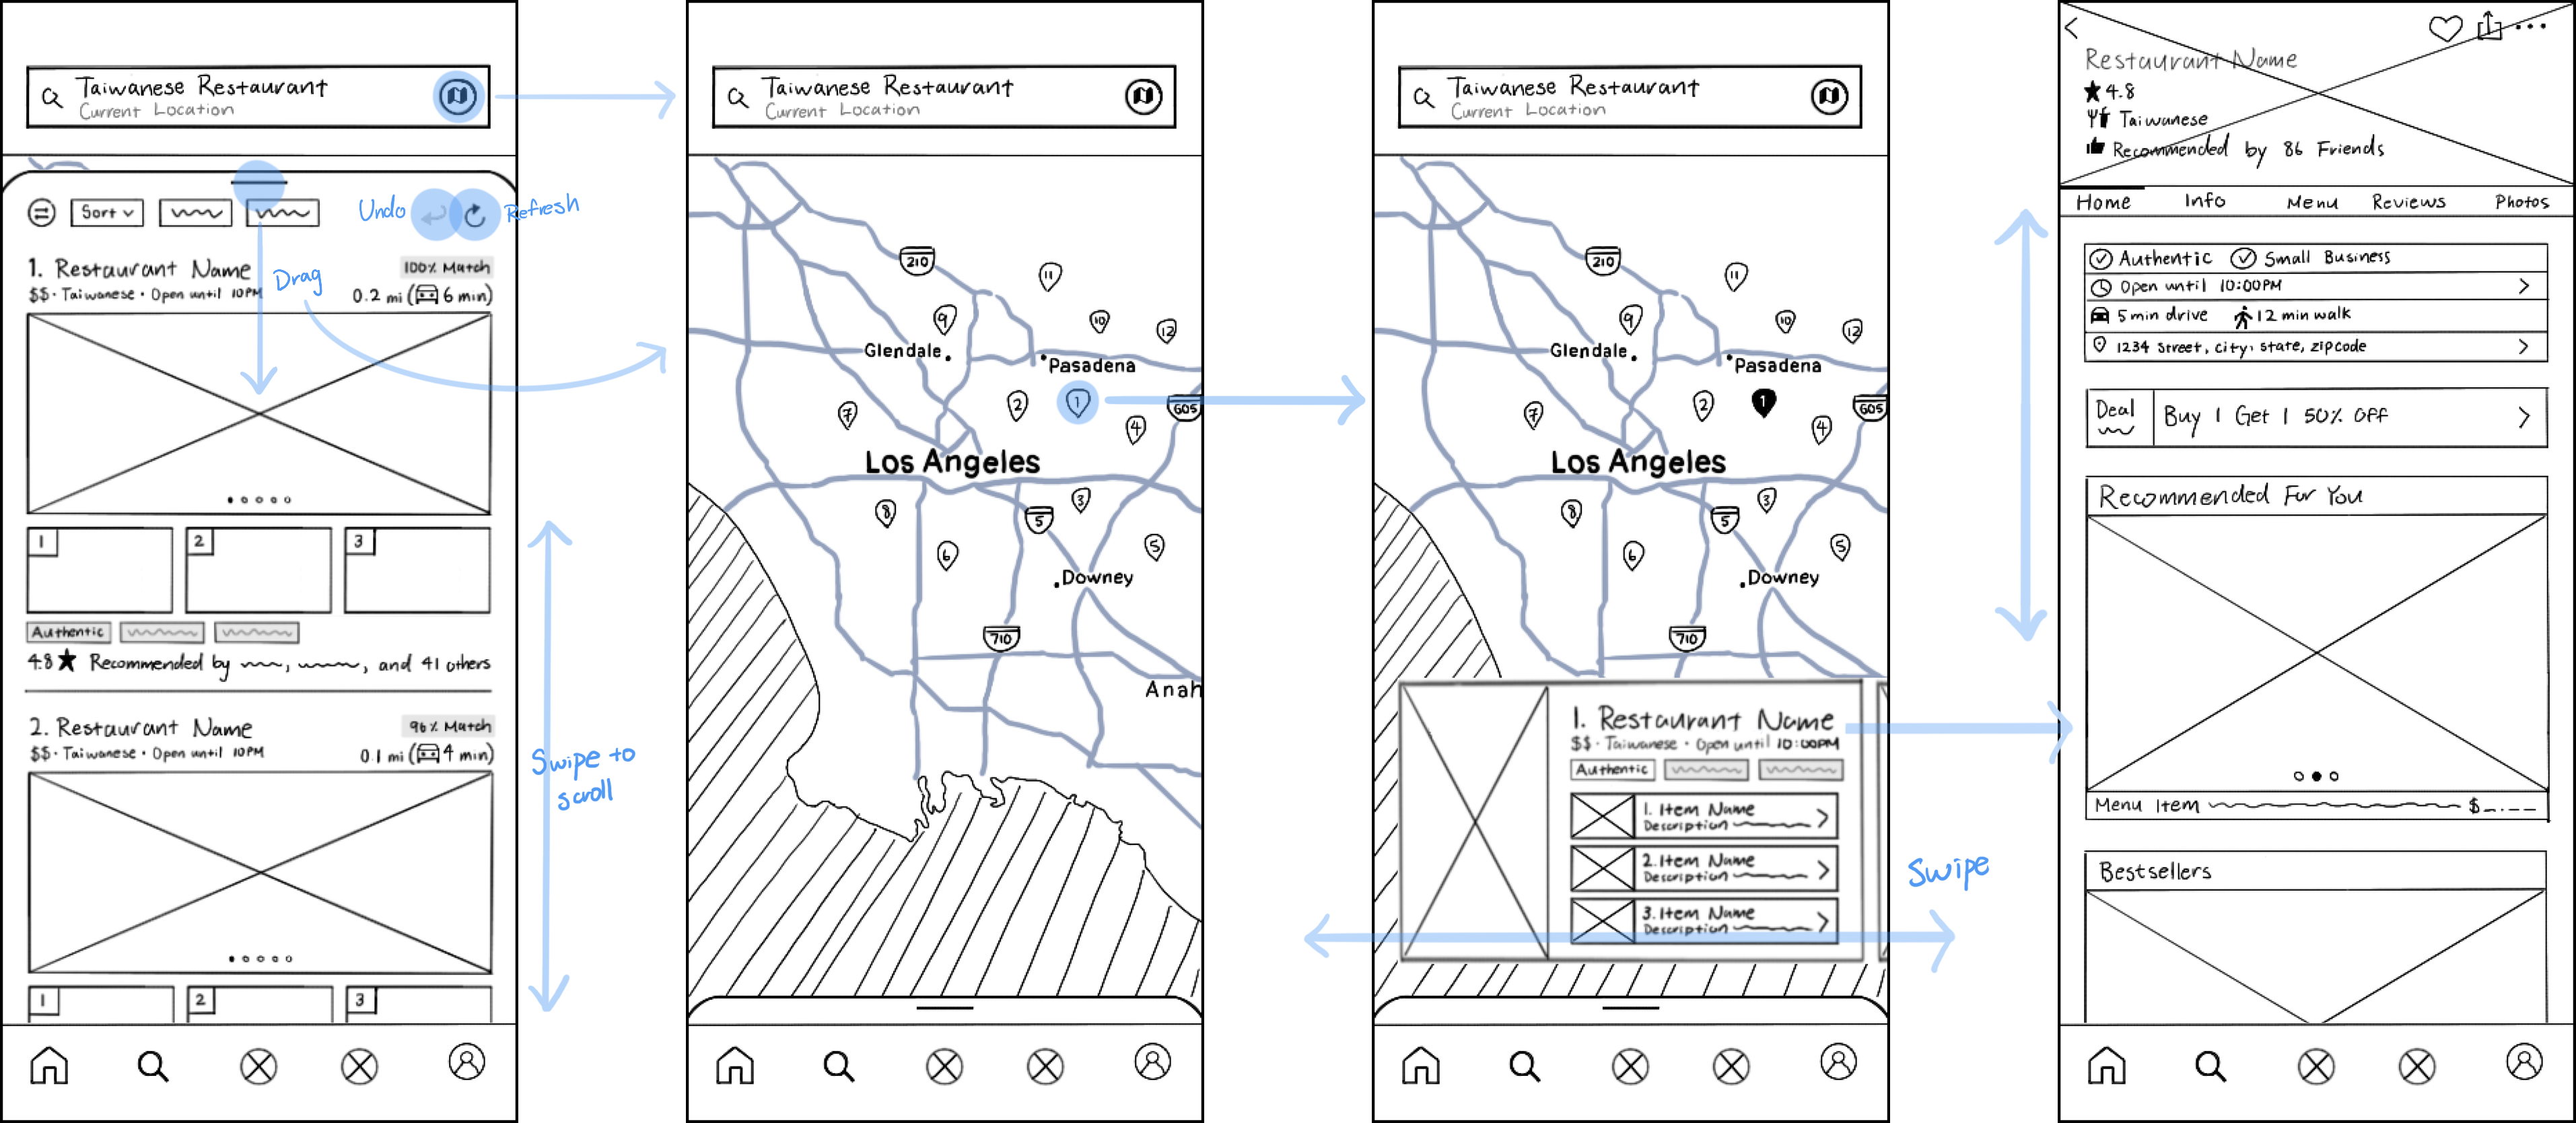 Taiwanese Restaurant
Current Location
Sort
Undo
Refresh
1. Restaurant Name
100% Match
$$ · Taiwanese · Open until 10PM
0.2 mi (6 min)
Drag
1
2
3
Authentic
4.8★ Recommended by , , and 41 others
2. Restaurant Name
96% Match
$$ · Taiwanese · Open until 10PM
0.1 mi (4 min)
Swipe to
scroll
1
2
3
Taiwanese Restaurant
Current Location
210
11
9
10
12
Glendale
Pasadena
7
2
1
605
4
Los Angeles
8
3
5
6
5
Downey
710
Anah
Taiwanese Restaurant
Current Location
210
11
9
10
12
Glendale
Pasadena
7
2
1
605
4
Los Angeles
8
3
5
6
5
Downey
710
1. Restaurant Name
$$ · Taiwanese · Open until 10:00PM
Authentic
1. Item Name
Description
2. Item Name
Description
3. Item Name
Description
Swipe
Restaurant Name
★ 4.8
Taiwanese
Recommended by 86 Friends
Home Info Menu Reviews Photos
Authentic Small Business
Open until 10:00PM
5 min drive 12 min walk
1234 street, city, state, zipcode
Deal
Buy 1 Get 1 50% OFF
Recommended For You
Menu Item $_.__
Bestsellers